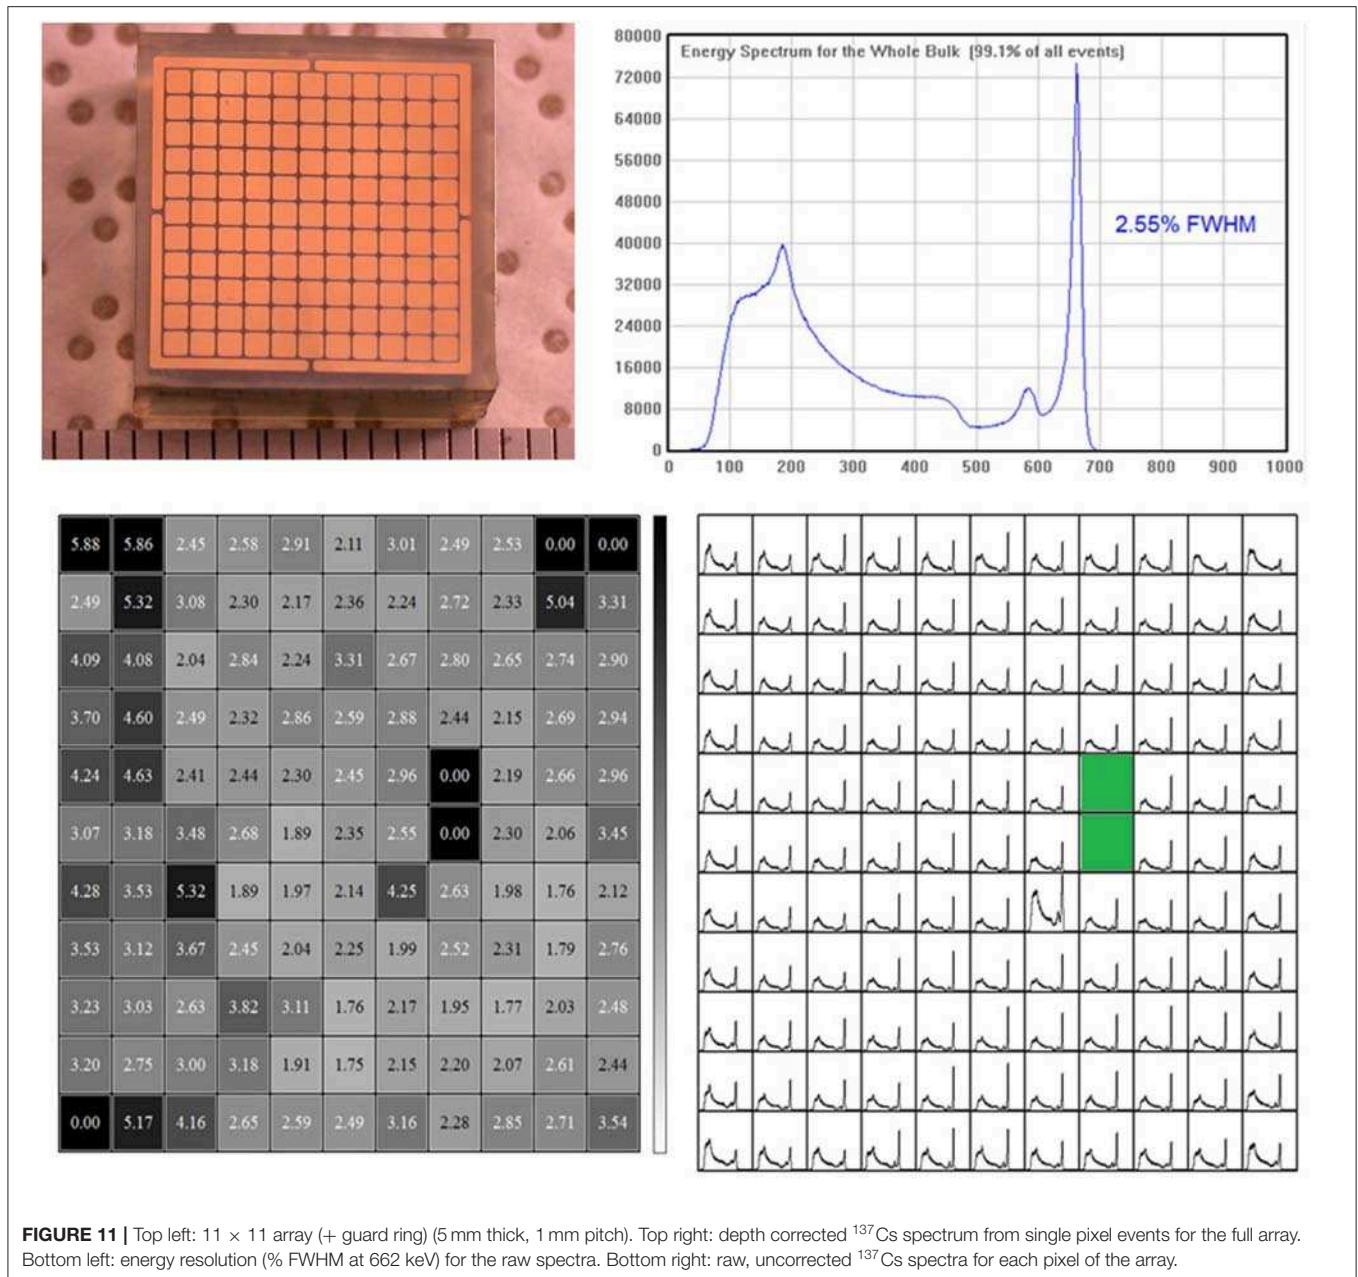 80000
Energy Spectrum for the Whole Bulk (99.1% of all events)
72000
64000
56000
48000
2.55% FWHM
40000
32000
24000
16000
8000
0
0 100 200 300 400 500 600 700 800 900 1000
5.88 5.86 2.45 2.58 2.91 2.11 3.01 2.49 2.53 0.00 0.00
2.49 5.32 3.08 2.30 2.17 2.36 2.24 2.72 2.33 5.04 3.31
4.09 4.08 2.04 2.84 2.24 3.31 2.67 2.80 2.65 2.74 2.90
3.70 4.60 2.49 2.32 2.86 2.59 2.88 2.44 2.15 2.69 2.94
4.24 4.63 2.41 2.44 2.30 2.45 2.96 0.00 2.19 2.66 2.96
3.07 3.18 3.48 2.68 1.89 2.35 2.55 0.00 2.30 2.06 3.45
4.28 3.53 5.32 1.89 1.97 2.14 4.25 2.63 1.98 1.76 2.12
3.53 3.12 3.67 2.45 2.04 2.25 1.99 2.52 2.31 1.79 2.76
3.23 3.03 2.63 3.82 3.11 1.76 2.17 1.95 1.77 2.03 2.48
3.20 2.75 3.00 3.18 1.91 1.75 2.15 2.20 2.07 2.61 2.44
0.00 5.17 4.16 2.65 2.59 2.49 3.16 2.28 2.85 2.71 3.54
FIGURE 11 | Top left: 11 × 11 array (+ guard ring) (5 mm thick, 1 mm pitch). Top right: depth corrected ¹³⁷Cs spectrum from single pixel events for the full array.
Bottom left: energy resolution (% FWHM at 662 keV) for the raw spectra. Bottom right: raw, uncorrected ¹³⁷Cs spectra for each pixel of the array.